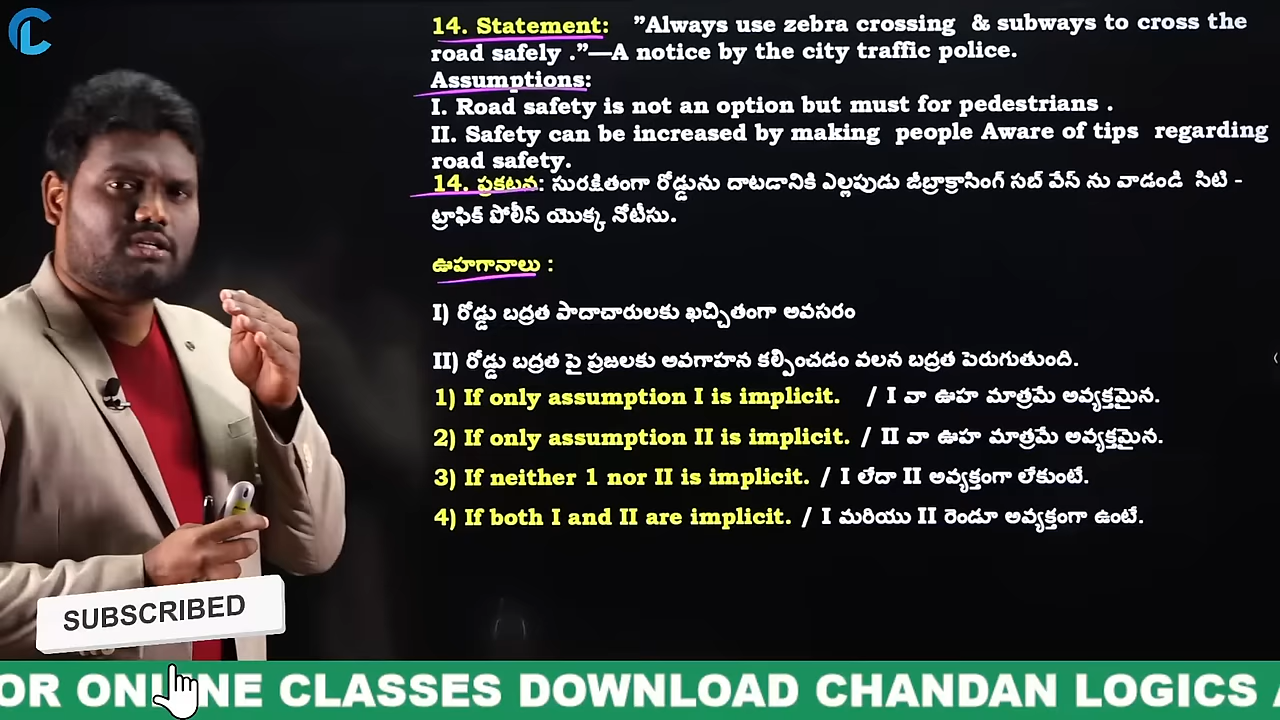 14. Statement: ”Always use zebra crossing & subways to cross the
road safely .”—A notice by the city traffic police.
Assumptions:
I. Road safety is not an option but must for pedestrians .
II. Safety can be increased by making people Aware of tips regarding
road safety.
14. ప్రకటన: సురక్షితంగా రోడ్డును దాటడానికి ఎల్లపుడు జీబ్రాక్రాసింగ్ సబ్ వేస్ ను వాడండి సిటి -
ట్రాఫిక్ పోలీస్ యొక్క నోటీసు.
ఊహగానాలు :
I) రోడ్డు బద్రత పాదాచారులకు ఖచ్చితంగా అవసరం
II) రోడ్డు బద్రత పై ప్రజలకు అవగాహన కల్పించడం వలన బద్రత పెరుగుతుంది.
1) If only assumption I is implicit. / I వా ఊహ మాత్రమే అవ్యక్తమైన.
2) If only assumption II is implicit. / II వా ఊహ మాత్రమే అవ్యక్తమైన.
3) If neither 1 nor II is implicit. / I లేదా II అవ్యక్తంగా లేకుంటే.
4) If both I and II are implicit. / I మరియు II రెండూ అవ్యక్తంగా ఉంటే.
SUBSCRIBED
OR ONLINE CLASSES DOWNLOAD CHANDAN LOGICS